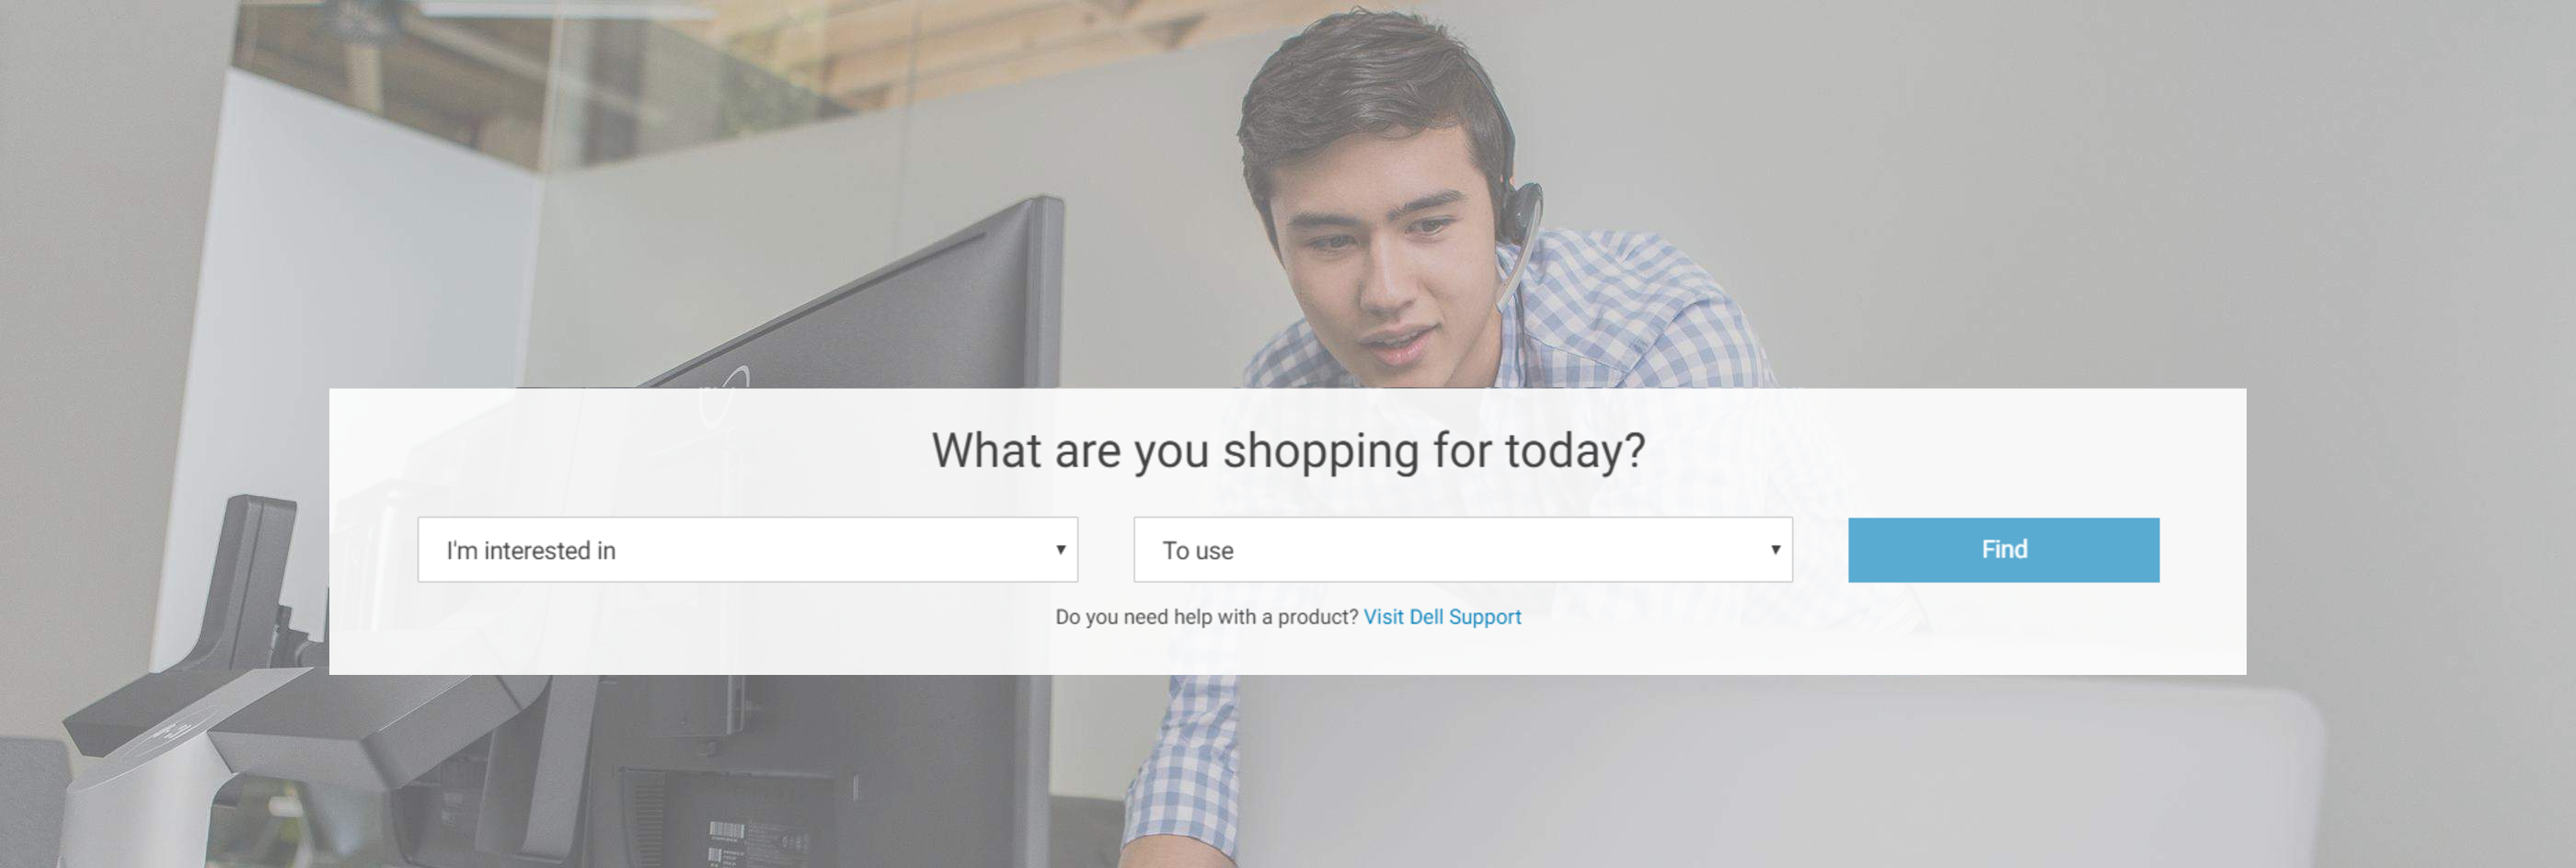 What are you shopping for today?
I'm interested in
To use
Find
Do you need help with a product? Visit Dell Support